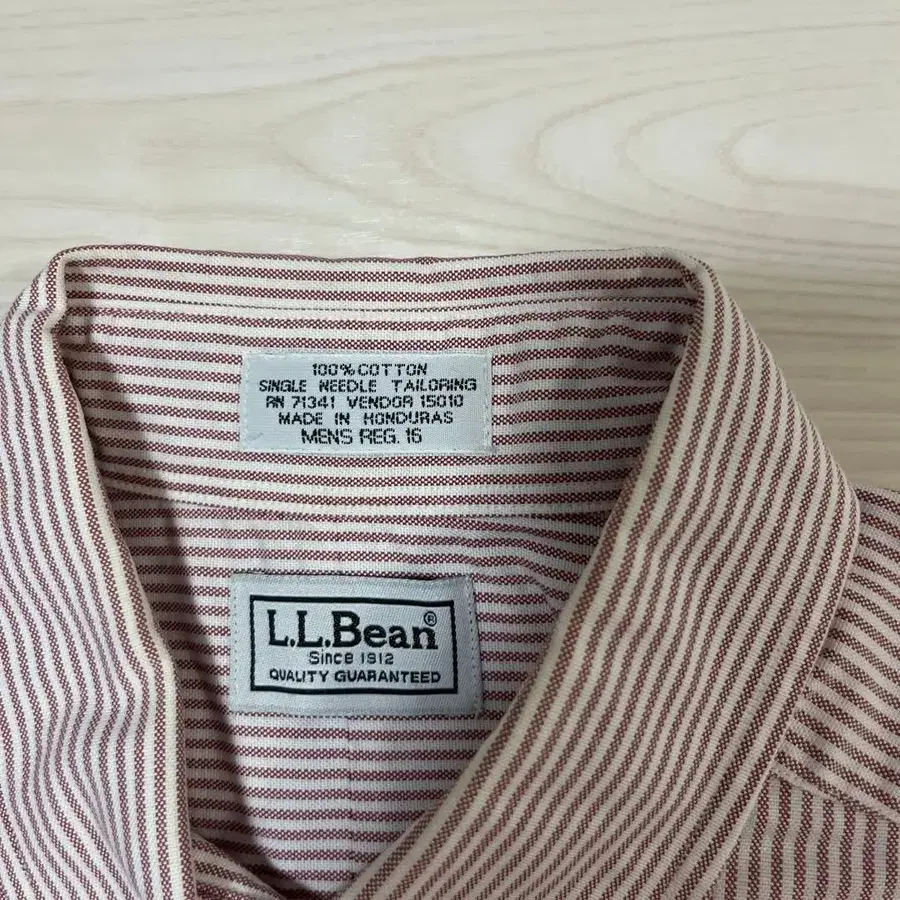 100% COTTON
SINGLE NEEDLE TAILORING
RN 71341 VENDOR 15010
MADE IN HONDURAS
MENS REG. 16
L.L.Bean®
Since 1912
QUALITY GUARANTEED